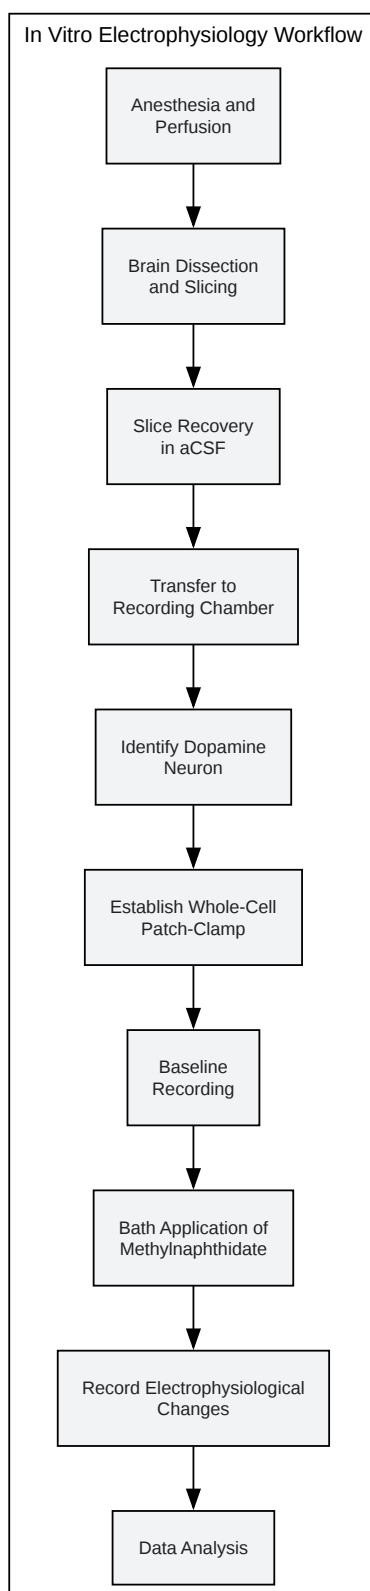 In Vitro Electrophysiology Workflow
Anesthesia and
Perfusion
Brain Dissection
and Slicing
Slice Recovery
in aCSF
Transfer to
Recording Chamber
Identify Dopamine
Neuron
Establish Whole-Cell
Patch-Clamp
Baseline
Recording
Bath Application of
Methylnaphthidate
Record Electrophysiological
Changes
Data Analysis